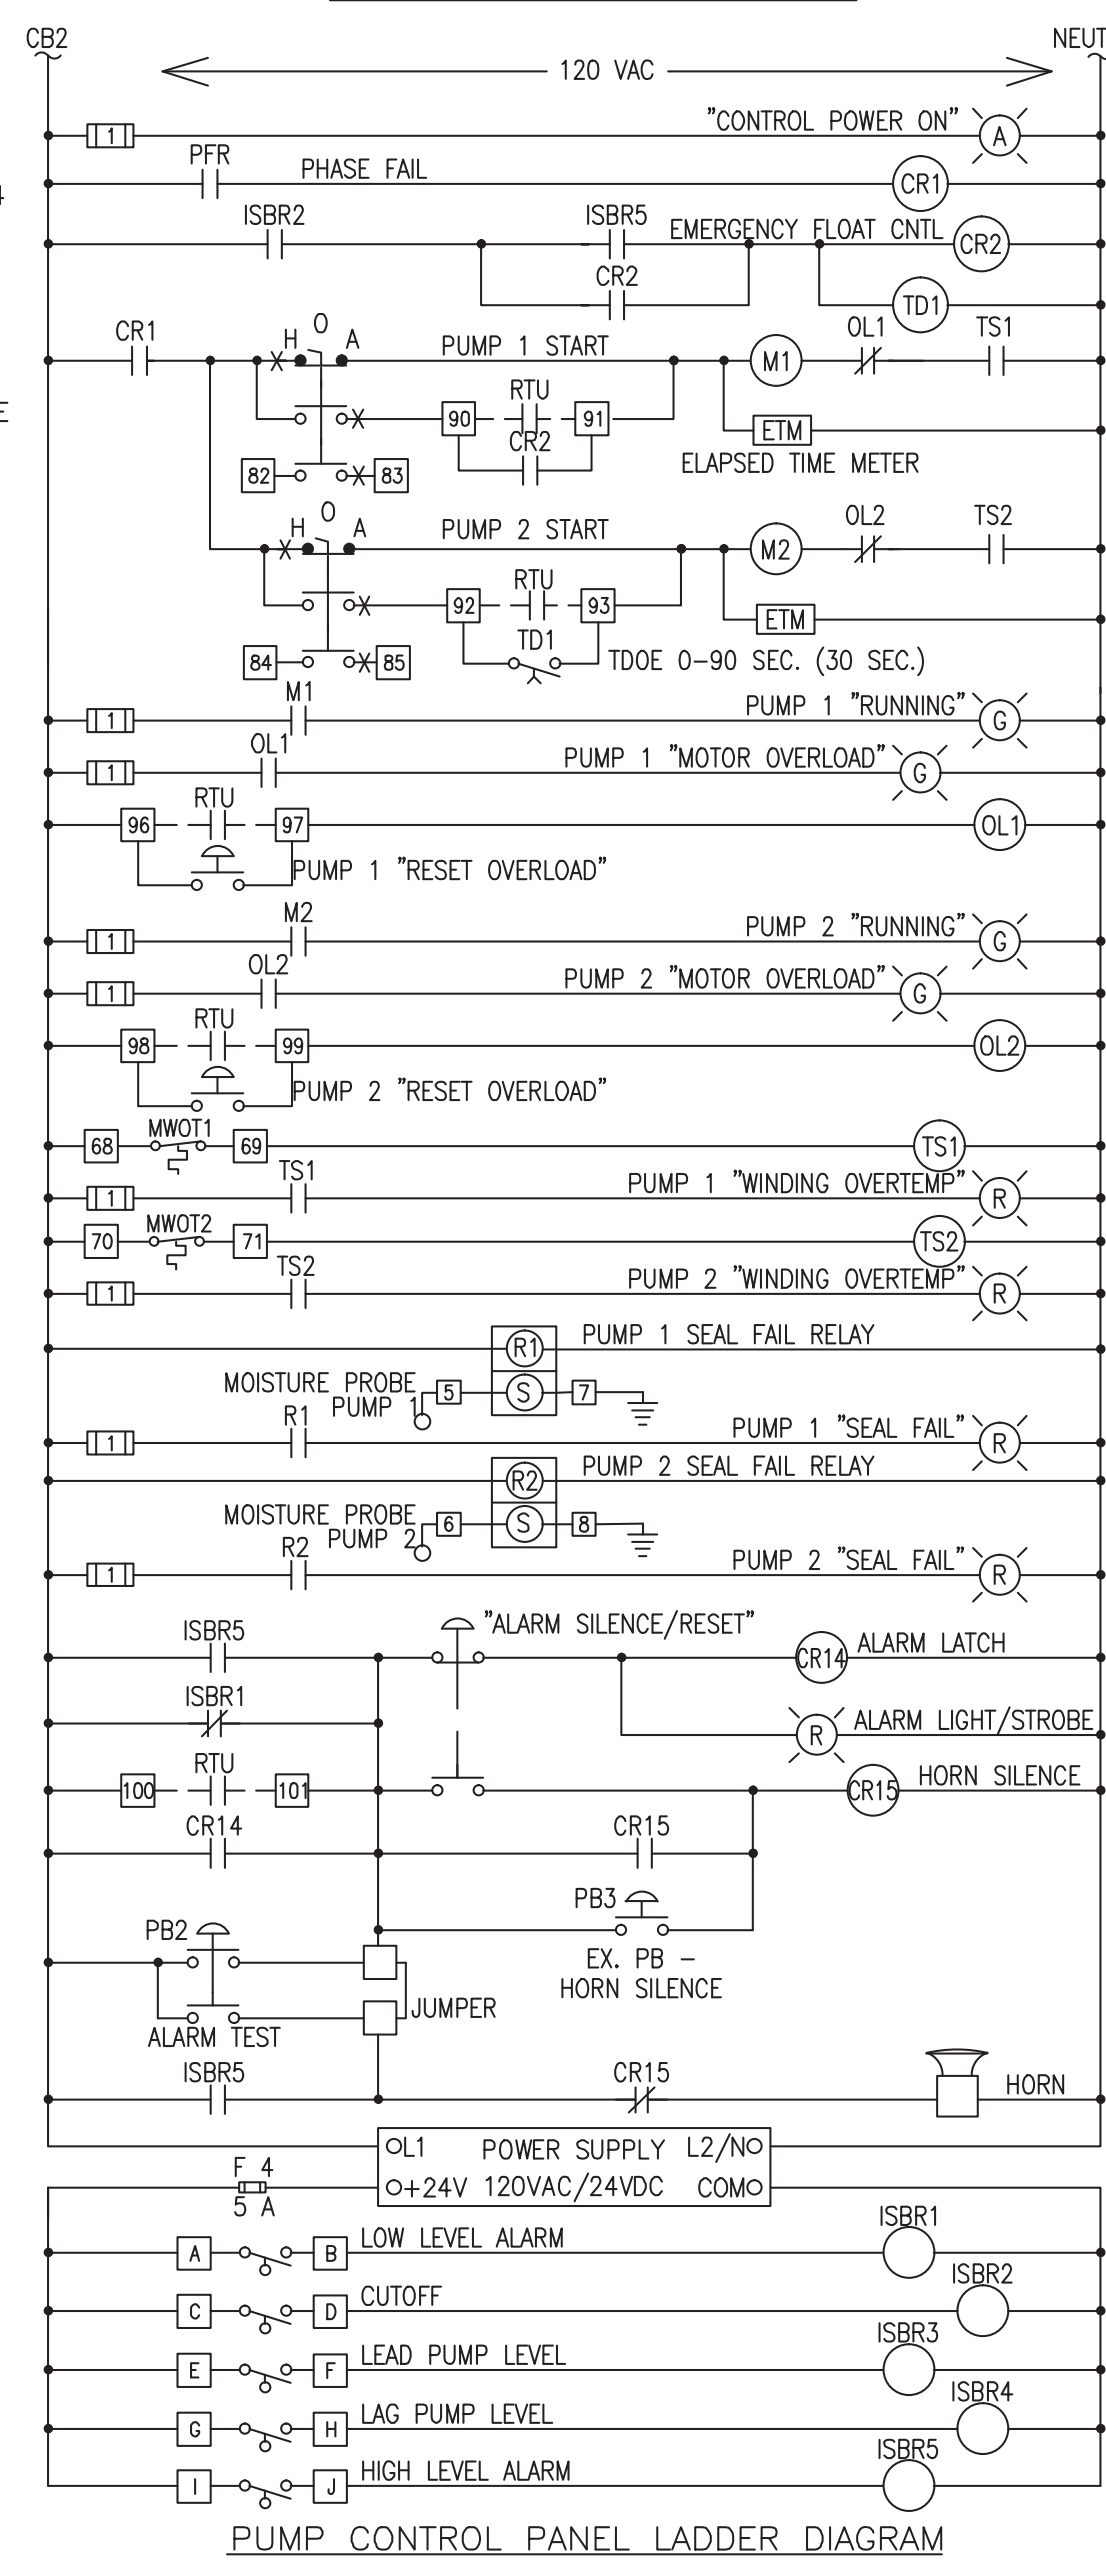 CB2
NEUT
120 VAC
1 "CONTROL POWER ON" A
PFR
PHASE FAIL
CR1
ISBR2
ISBR5
EMERGENCY FLOAT CNTL
CR2
CR2
TD1
CR1
H O A
PUMP 1 START
M1
OL1
TS1
RTU
90 91
CR2
ETM
ELAPSED TIME METER
82 83
H O A
PUMP 2 START
M2
OL2
TS2
RTU
92 93
ETM
TD1
84 85
TDOE 0-90 SEC. (30 SEC.)
M1
1 PUMP 1 "RUNNING" G
OL1
1 PUMP 1 "MOTOR OVERLOAD" G
RTU
96 97 OL1
PUMP 1 "RESET OVERLOAD"
M2
1 PUMP 2 "RUNNING" G
OL2
1 PUMP 2 "MOTOR OVERLOAD" G
RTU
98 99 OL2
PUMP 2 "RESET OVERLOAD"
MWOT1
68 69 TS1
TS1
1 PUMP 1 "WINDING OVERTEMP" R
MWOT2
70 71 TS2
TS2
1 PUMP 2 "WINDING OVERTEMP" R
R1 PUMP 1 SEAL FAIL RELAY
MOISTURE PROBE
PUMP 1
5 S 7
R1
1 PUMP 1 "SEAL FAIL" R
R2 PUMP 2 SEAL FAIL RELAY
MOISTURE PROBE
PUMP 2
6 S 8
R2
1 PUMP 2 "SEAL FAIL" R
ISBR5
"ALARM SILENCE/RESET"
CR14 ALARM LATCH
ISBR1
R ALARM LIGHT/STROBE
RTU
100 101
CR15 HORN SILENCE
CR14
CR15
PB3
EX. PB -
HORN SILENCE
PB2
JUMPER
ALARM TEST
ISBR5
CR15
HORN
L1 POWER SUPPLY L2/N
+24V 120VAC/24VDC COM
F 4
5 A
A B LOW LEVEL ALARM ISBR1
C D CUTOFF ISBR2
E F LEAD PUMP LEVEL ISBR3
G H LAG PUMP LEVEL ISBR4
I J HIGH LEVEL ALARM ISBR5
PUMP CONTROL PANEL LADDER DIAGRAM